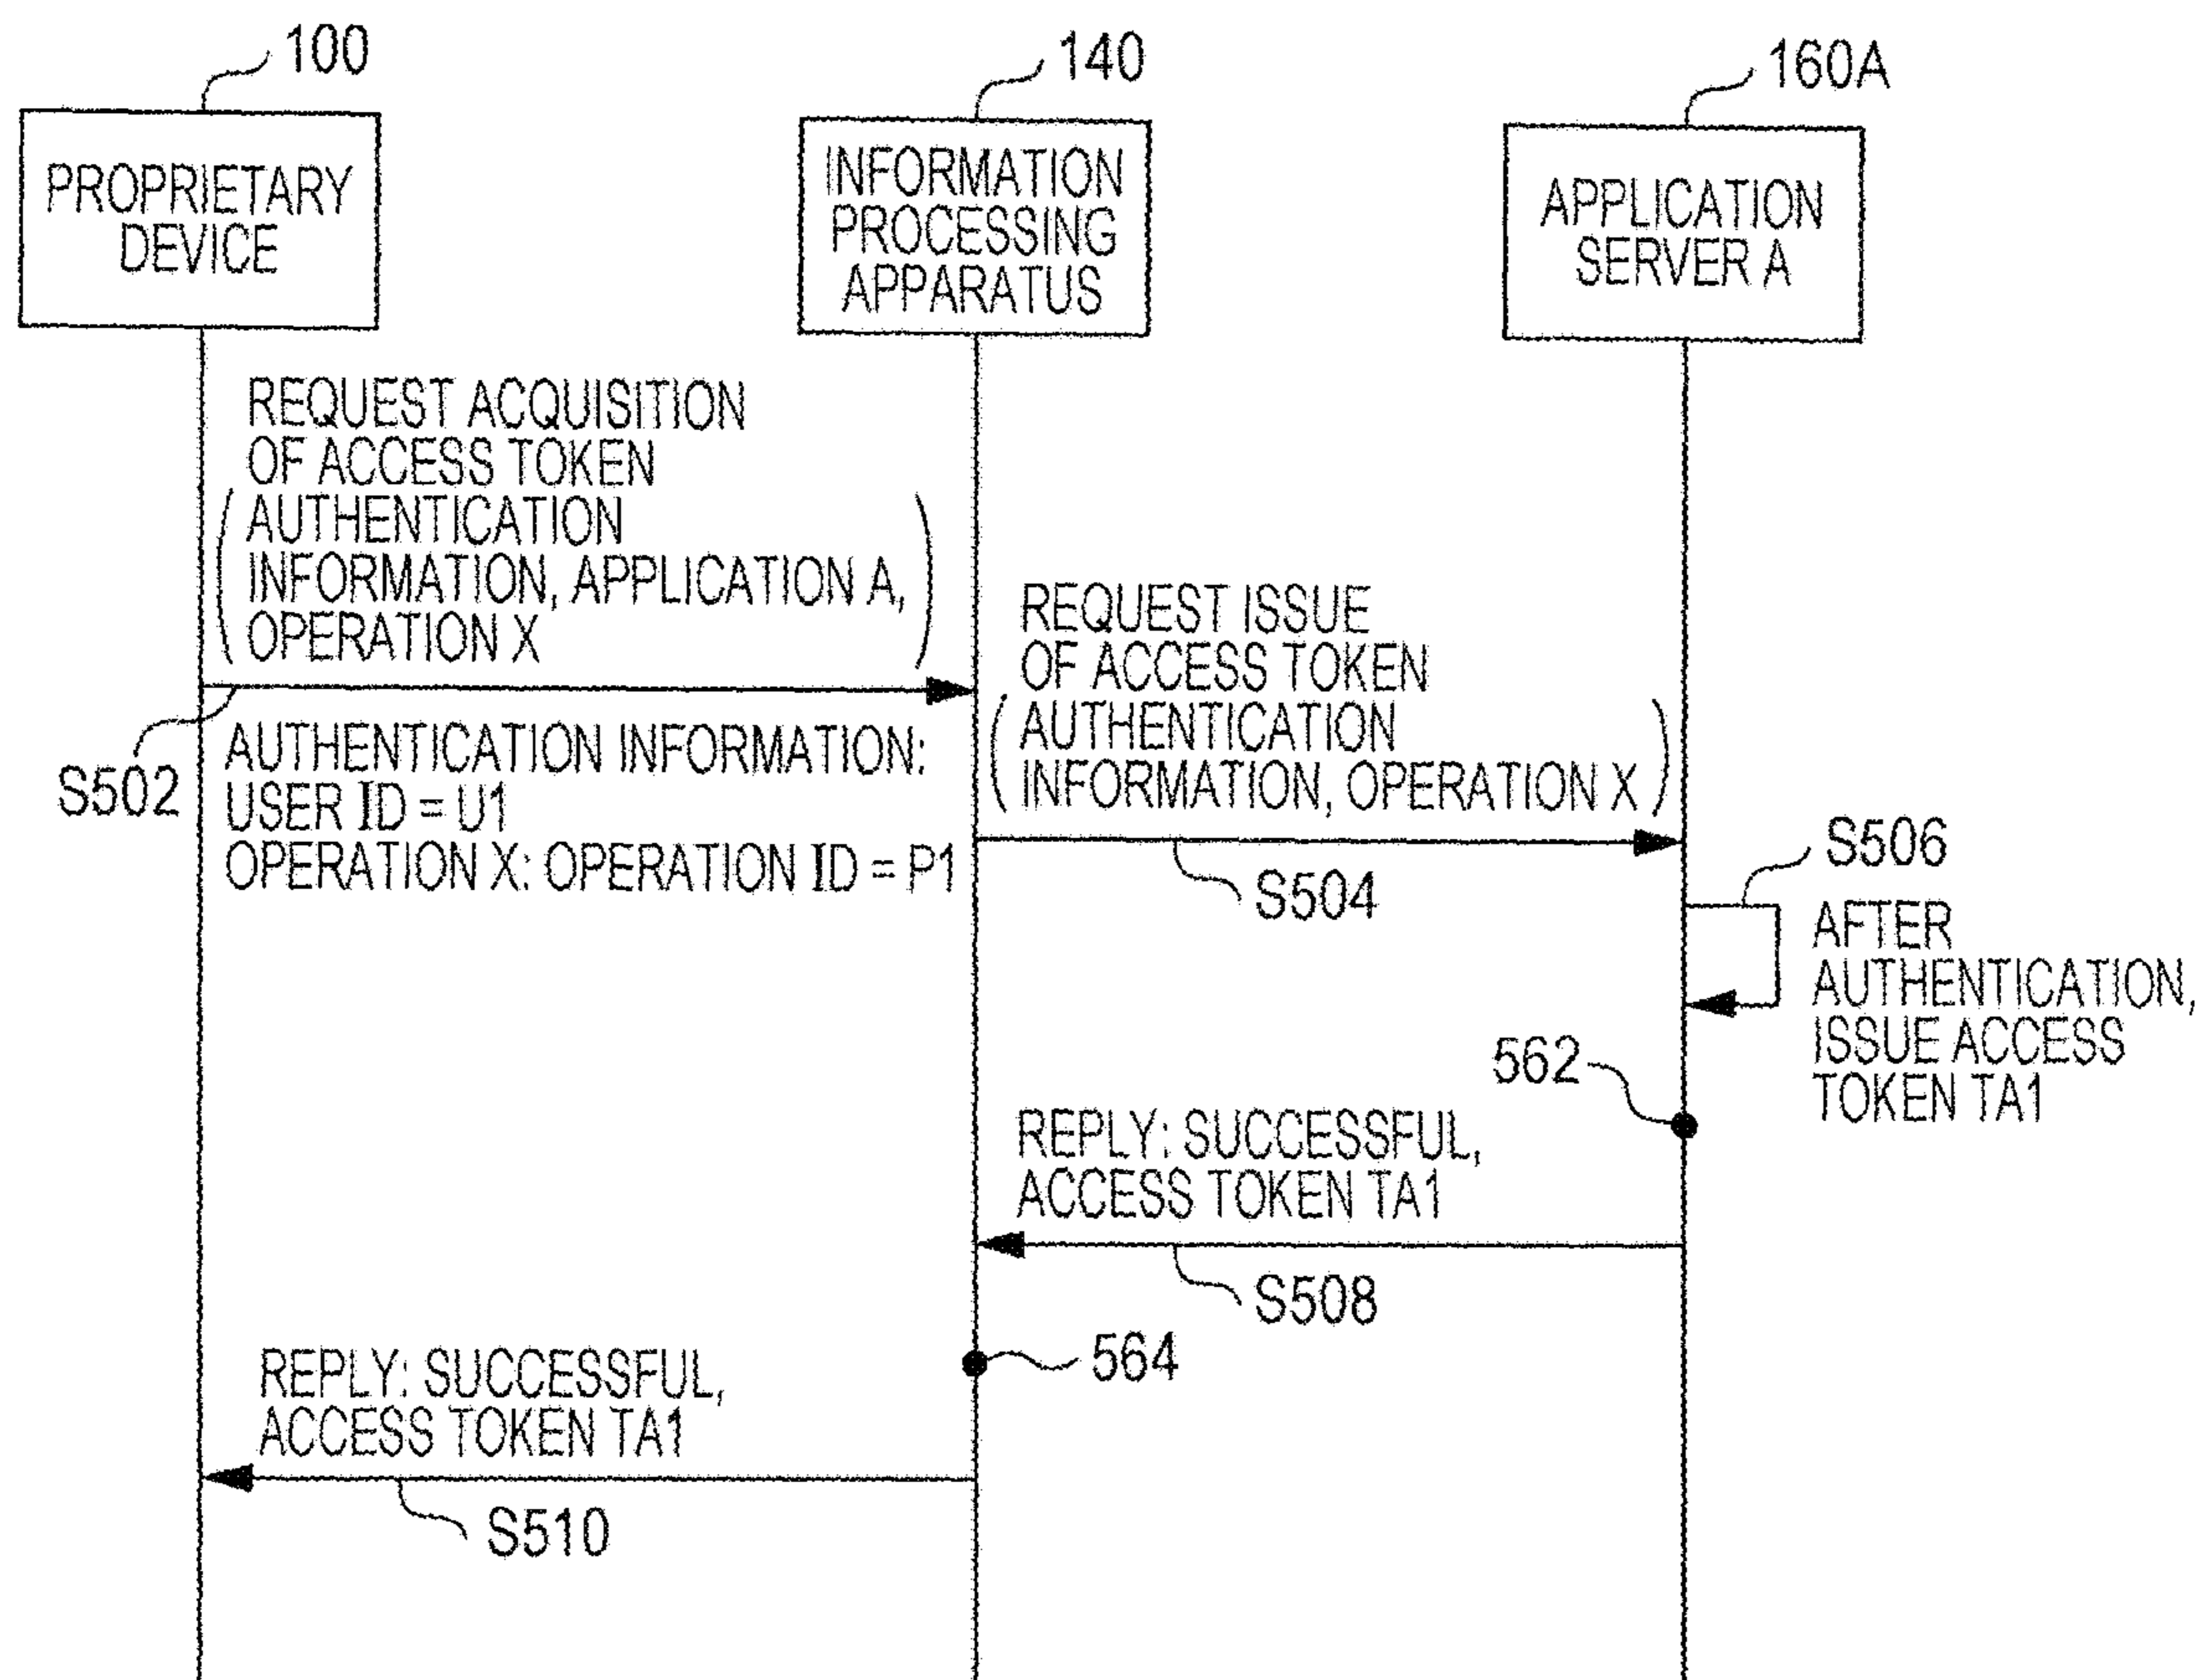 100
140
160A
PROPRIETARY
DEVICE
INFORMATION
PROCESSING
APPARATUS
APPLICATION
SERVER A
REQUEST ACQUISITION
OF ACCESS TOKEN
(AUTHENTICATION
INFORMATION, APPLICATION A,
OPERATION X)
S502
AUTHENTICATION INFORMATION:
USER ID = U1
OPERATION X: OPERATION ID = P1
REQUEST ISSUE
OF ACCESS TOKEN
(AUTHENTICATION
INFORMATION, OPERATION X)
S504
S506
AFTER
AUTHENTICATION,
ISSUE ACCESS
TOKEN TA1
562
REPLY: SUCCESSFUL,
ACCESS TOKEN TA1
S508
564
REPLY: SUCCESSFUL,
ACCESS TOKEN TA1
S510